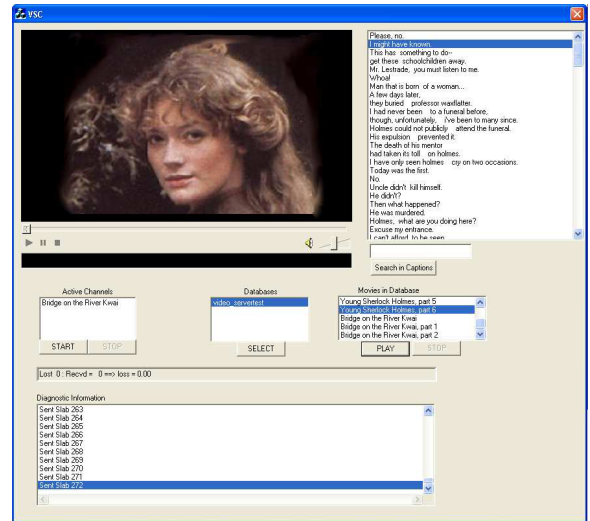 VSC
Please, no.
I might have known.
This has something to do--
get these schoolchildren away.
Mr. Lestrade, you must listen to me.
Whoa!
Man that is born of a woman...
A few days later,
they buried professor waxflatter.
I had never been to a funeral before,
though, unfortunately, i've been to many since.
Holmes could not publicly attend the funeral.
His expulsion prevented it.
The death of his mentor
had taken its toll on holmes.
I have only seen holmes cry on two occasions.
Today was the first.
No.
Uncle didn't kill himself.
He didn't?
Then what happened?
He was murdered.
Holmes, what are you doing here?
Excuse my entrance.
I can't afford to be seen
Search in Captions
Active Channels
Bridge on the River Kwai
START
STOP
Databases
video_servertest
SELECT
Movies in Database
Young Sherlock Holmes, part 5
Young Sherlock Holmes, part 6
Bridge on the River Kwai
Bridge on the River Kwai, part 1
Bridge on the River Kwai, part 2
PLAY
STOP
Lost 0 : Recvd = 0 ==> loss = 0.00
Diagnostic Information
Sent Slab 263
Sent Slab 264
Sent Slab 265
Sent Slab 266
Sent Slab 267
Sent Slab 268
Sent Slab 269
Sent Slab 270
Sent Slab 271
Sent Slab 272